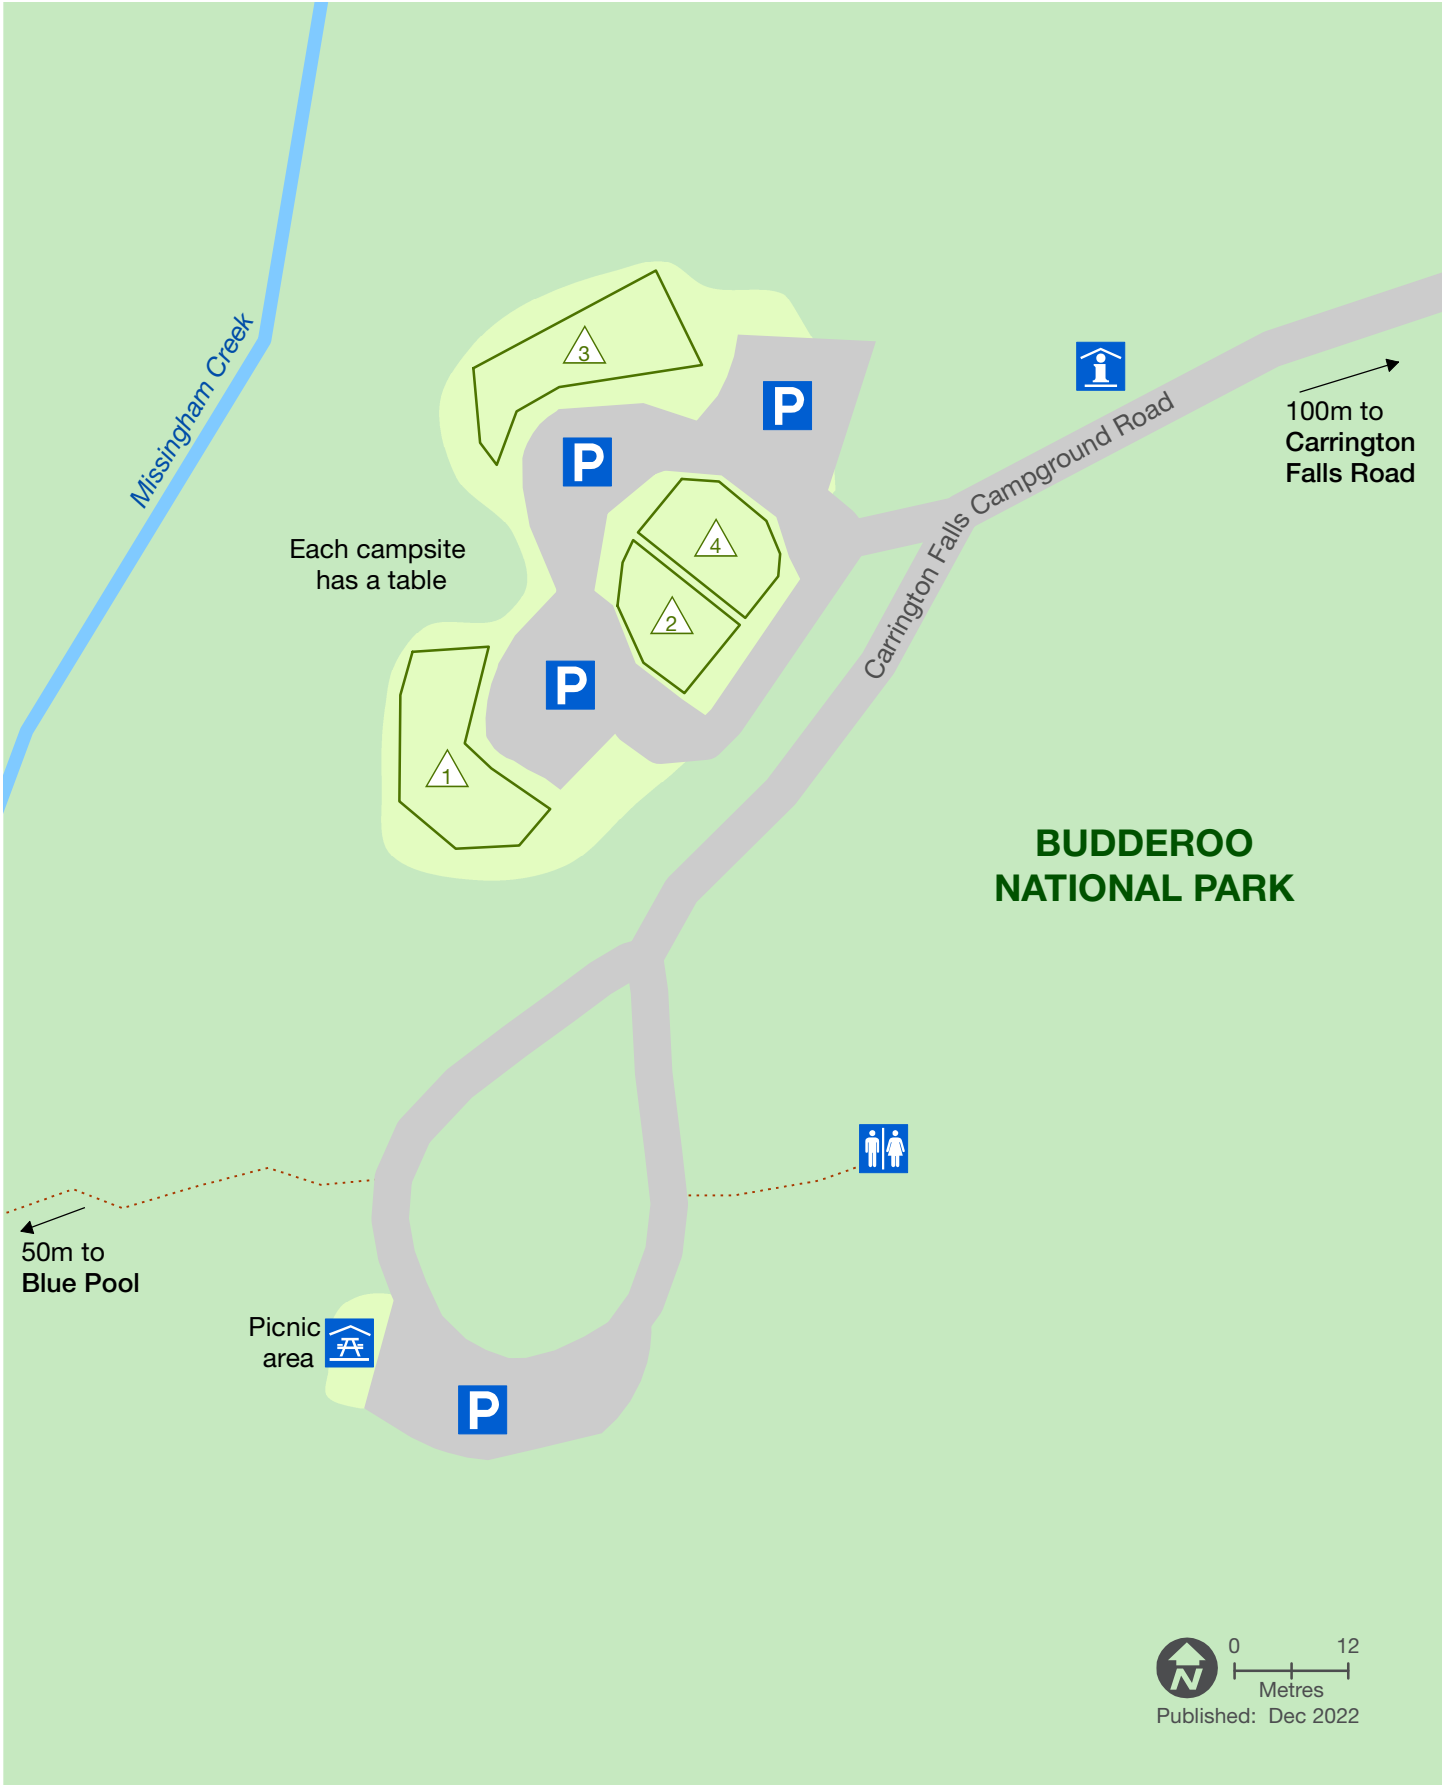 Missingham Creek
3
P
P
100m to
Carrington
Falls Road
Carrington Falls Campground Road
4
Each campsite
has a table
2
P
1
BUDDEROO
NATIONAL PARK
50m to
Blue Pool
Picnic
area
P
0 12
N
Metres
Published: Dec 2022